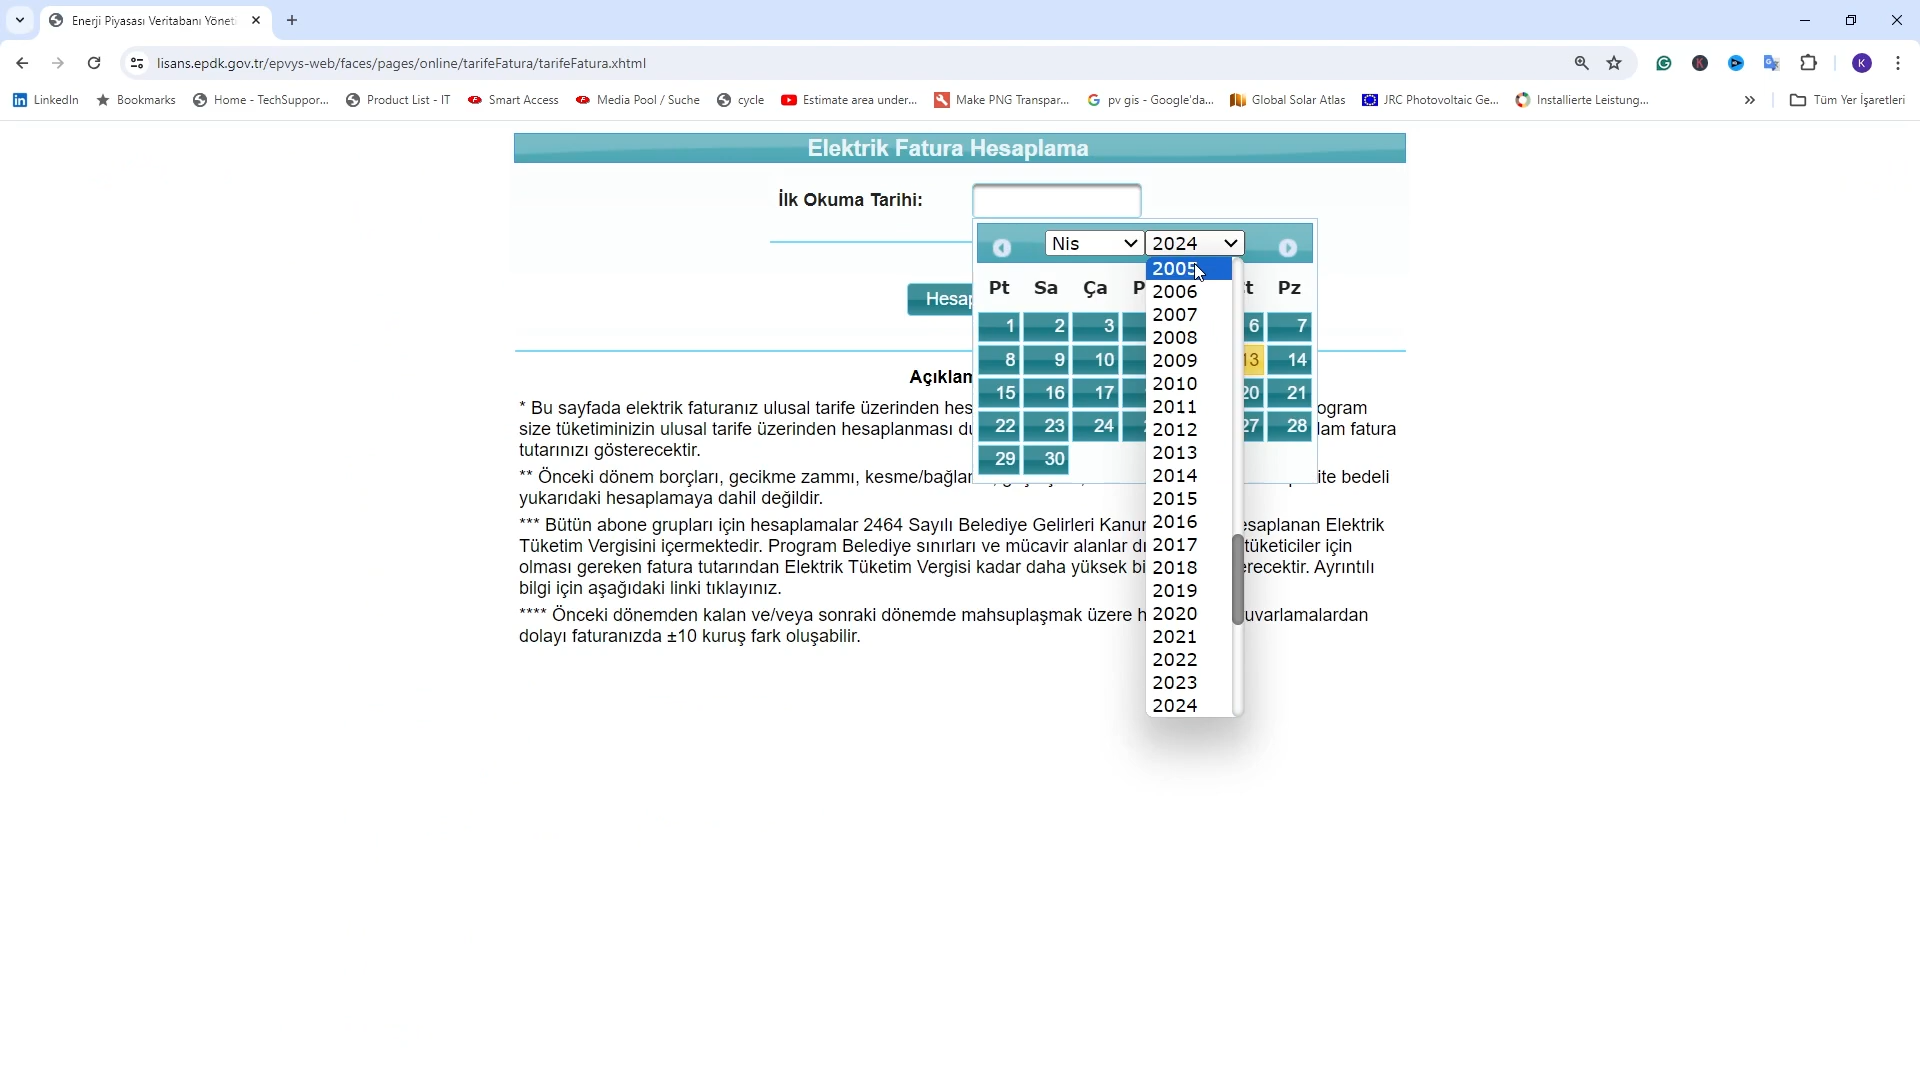 Enerji Piyasası Veritabanı Yönet
lisans.epdk.gov.tr/epvys-web/faces/pages/online/tarifeFatura/tarifeFatura.xhtml
K
LinkedIn
Bookmarks
Home - TechSuppor...
Product List - IT
Smart Access
Media Pool / Suche
cycle
Estimate area under...
Make PNG Transpar...
pv gis - Google'da...
Global Solar Atlas
JRC Photovoltaic Ge...
Installierte Leistung...
»
Tüm Yer İşaretleri
Elektrik Fatura Hesaplama
İlk Okuma Tarihi:
Nis 2024
Pt Sa Ça P t Pz
1 2 3 6 7
8 9 10 13 14
15 16 17 20 21
22 23 24 27 28
29 30
2005
2006
2007
2008
2009
2010
2011
2012
2013
2014
2015
2016
2017
2018
2019
2020
2021
2022
2023
2024
Hesap
Açıklam
* Bu sayfada elektrik faturanız ulusal tarife üzerinden hes ogram
size tüketiminizin ulusal tarife üzerinden hesaplanması du lam fatura
tutarınızı gösterecektir.
** Önceki dönem borçları, gecikme zammı, kesme/bağlam ite bedeli
yukarıdaki hesaplamaya dahil değildir.
*** Bütün abone grupları için hesaplamalar 2464 Sayılı Belediye Gelirleri Kanun esaplanan Elektrik
Tüketim Vergisini içermektedir. Program Belediye sınırları ve mücavir alanlar dı tüketiciler için
olması gereken fatura tutarından Elektrik Tüketim Vergisi kadar daha yüksek bi erecektir. Ayrıntılı
bilgi için aşağıdaki linki tıklayınız.
**** Önceki dönemden kalan ve/veya sonraki dönemde mahsuplaşmak üzere h uvarlamalardan
dolayı faturanızda ±10 kuruş fark oluşabilir.